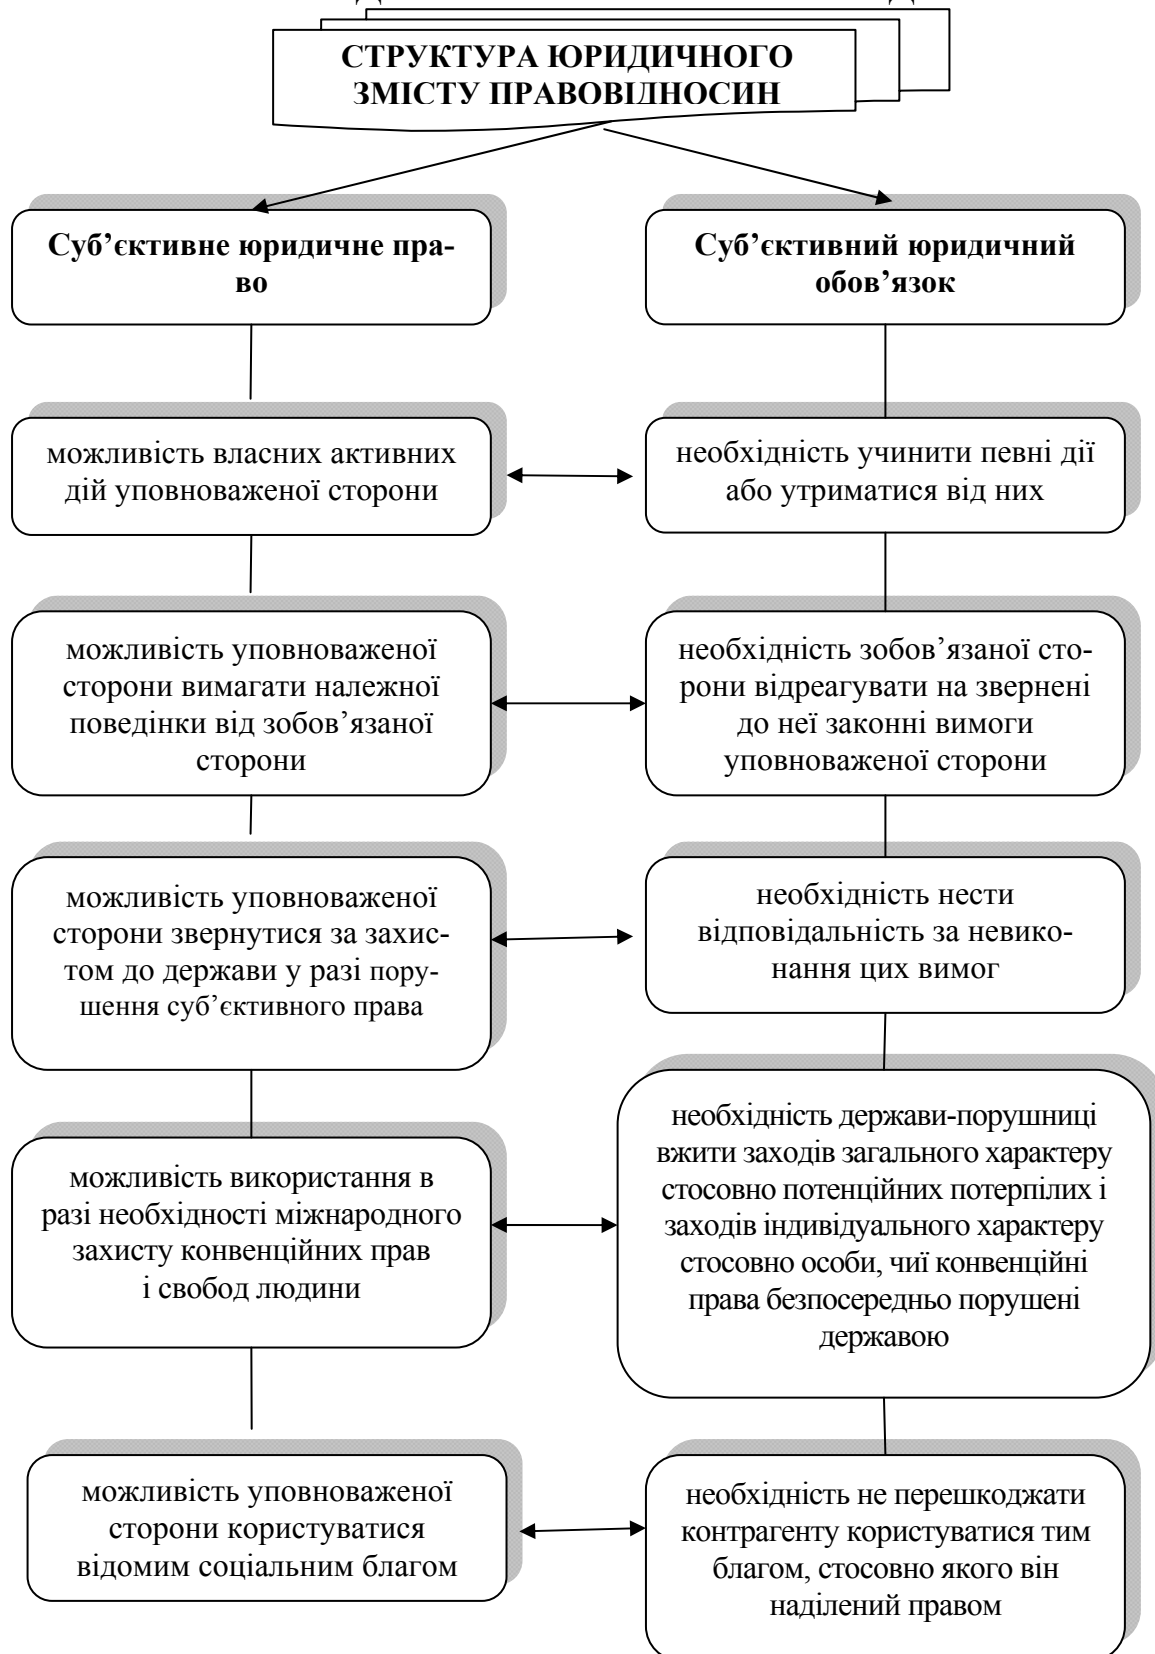 СТРУКТУРА ЮРИДИЧНОГО
ЗМІСТУ ПРАВОВІДНОСИН
Суб’єктивне юридичне пра-
во
Суб’єктивний юридичний
обов’язок
можливість власних активних
дій уповноваженої сторони
необхідність учинити певні дії
або утриматися від них
можливість уповноваженої
сторони вимагати належної
поведінки від зобов’язаної
сторони
необхідність зобов’язаної сто-
рони відреагувати на звернені
до неї законні вимоги
уповноваженої сторони
можливість уповноваженої
сторони звернутися за захис-
том до держави у разі пору-
шення суб’єктивного права
необхідність нести
відповідальність за невико-
нання цих вимог
можливість використання в
разі необхідності міжнародного
захисту конвенційних прав
і свобод людини
необхідність держави-порушниці
вжити заходів загального характеру
стосовно потенційних потерпілих і
заходів індивідуального характеру
стосовно особи, чиї конвенційні
права безпосередньо порушені
державою
можливість уповноваженої
сторони користуватися
відомим соціальним благом
необхідність не перешкоджати
контрагенту користуватися тим
благом, стосовно якого він
наділений правом